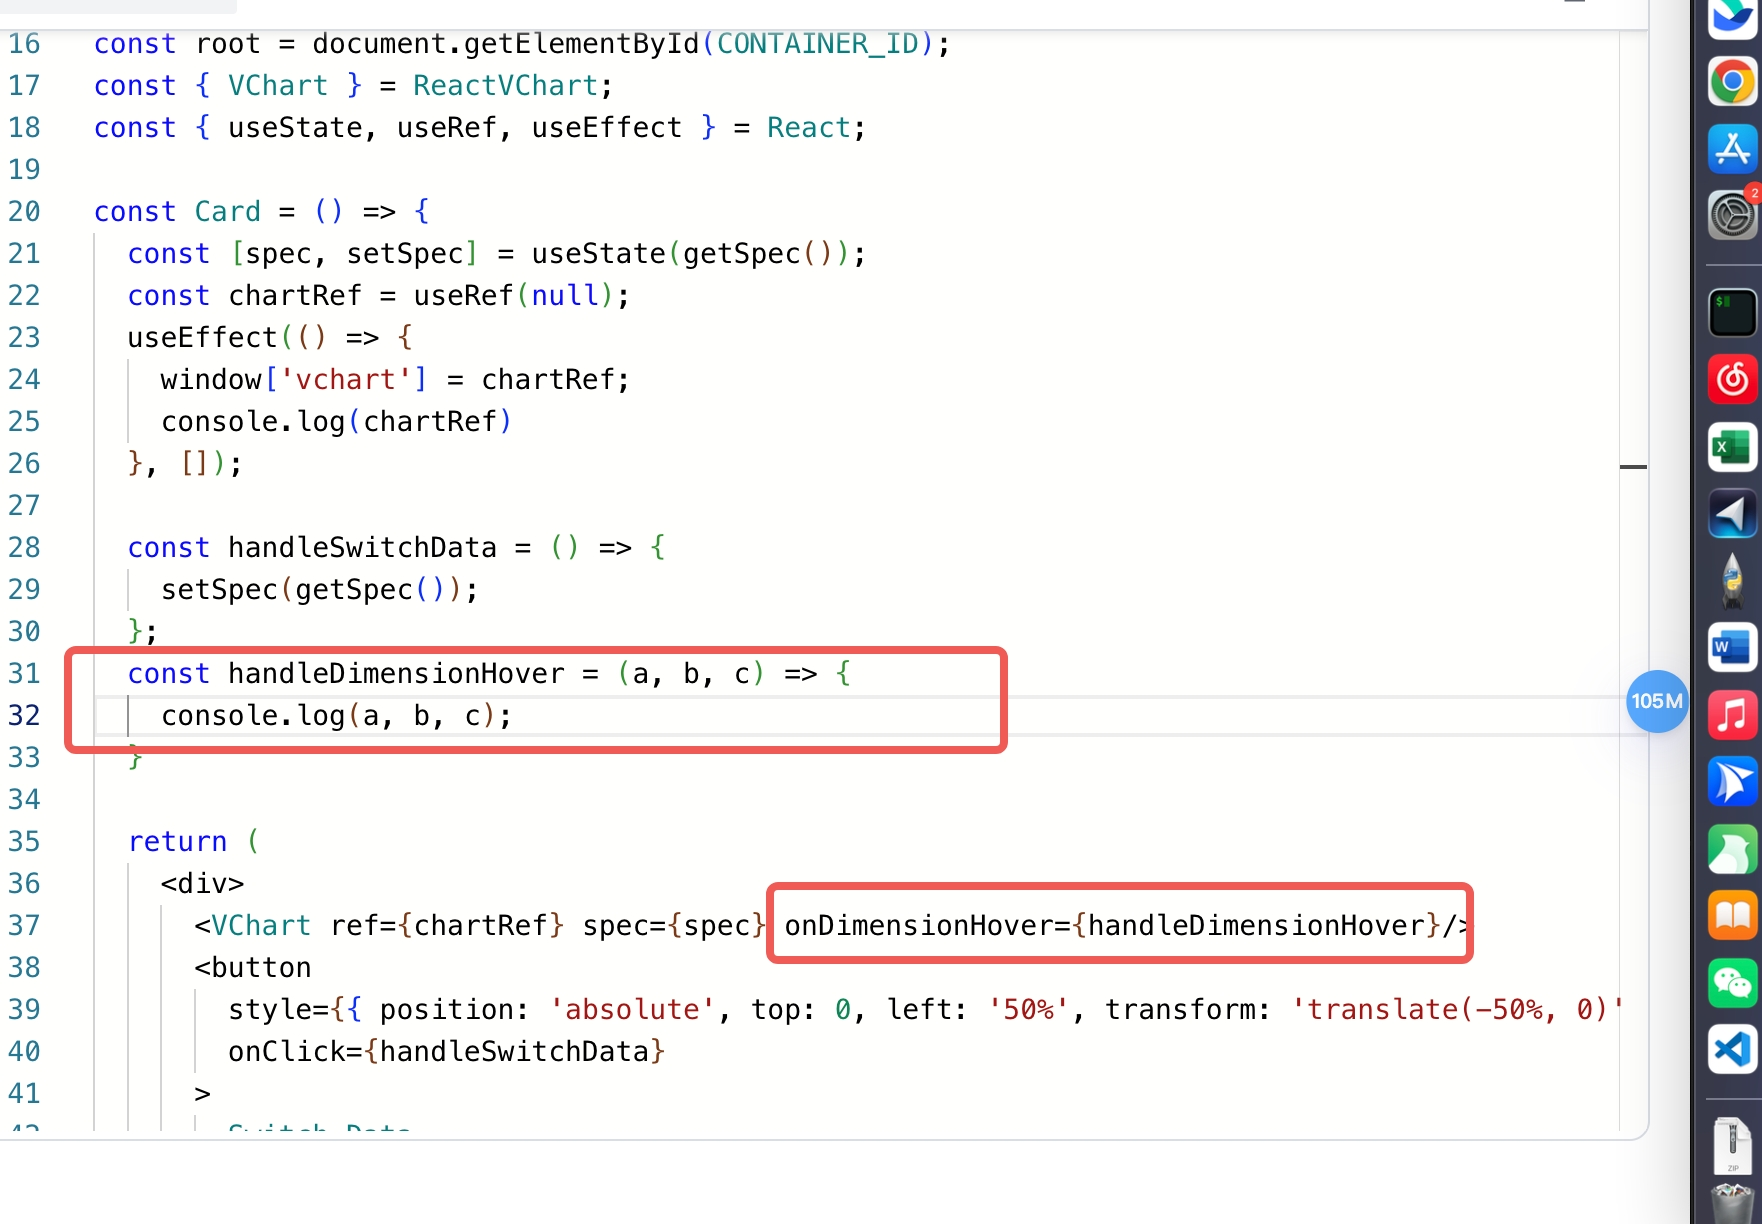 16 const root = document.getElementById(CONTAINER_ID);
17 const { VChart } = ReactVChart;
18 const { useState, useRef, useEffect } = React;
19
20 const Card = () => {
21 const [spec, setSpec] = useState(getSpec());
22 const chartRef = useRef(null);
23 useEffect(() => {
24 window['vchart'] = chartRef;
25 console.log(chartRef)
26 }, []);
27
28 const handleSwitchData = () => {
29 setSpec(getSpec());
30 };
31 const handleDimensionHover = (a, b, c) => {
32 console.log(a, b, c);
33 }
34
35 return (
36 <div>
37 <VChart ref={chartRef} spec={spec} onDimensionHover={handleDimensionHover}/>
38 <button
39 style={{ position: 'absolute', top: 0, left: '50%', transform: 'translate(-50%, 0)'
40 onClick={handleSwitchData}
41 >
42 Switch Data
105M
2
$
X
W
ZIP